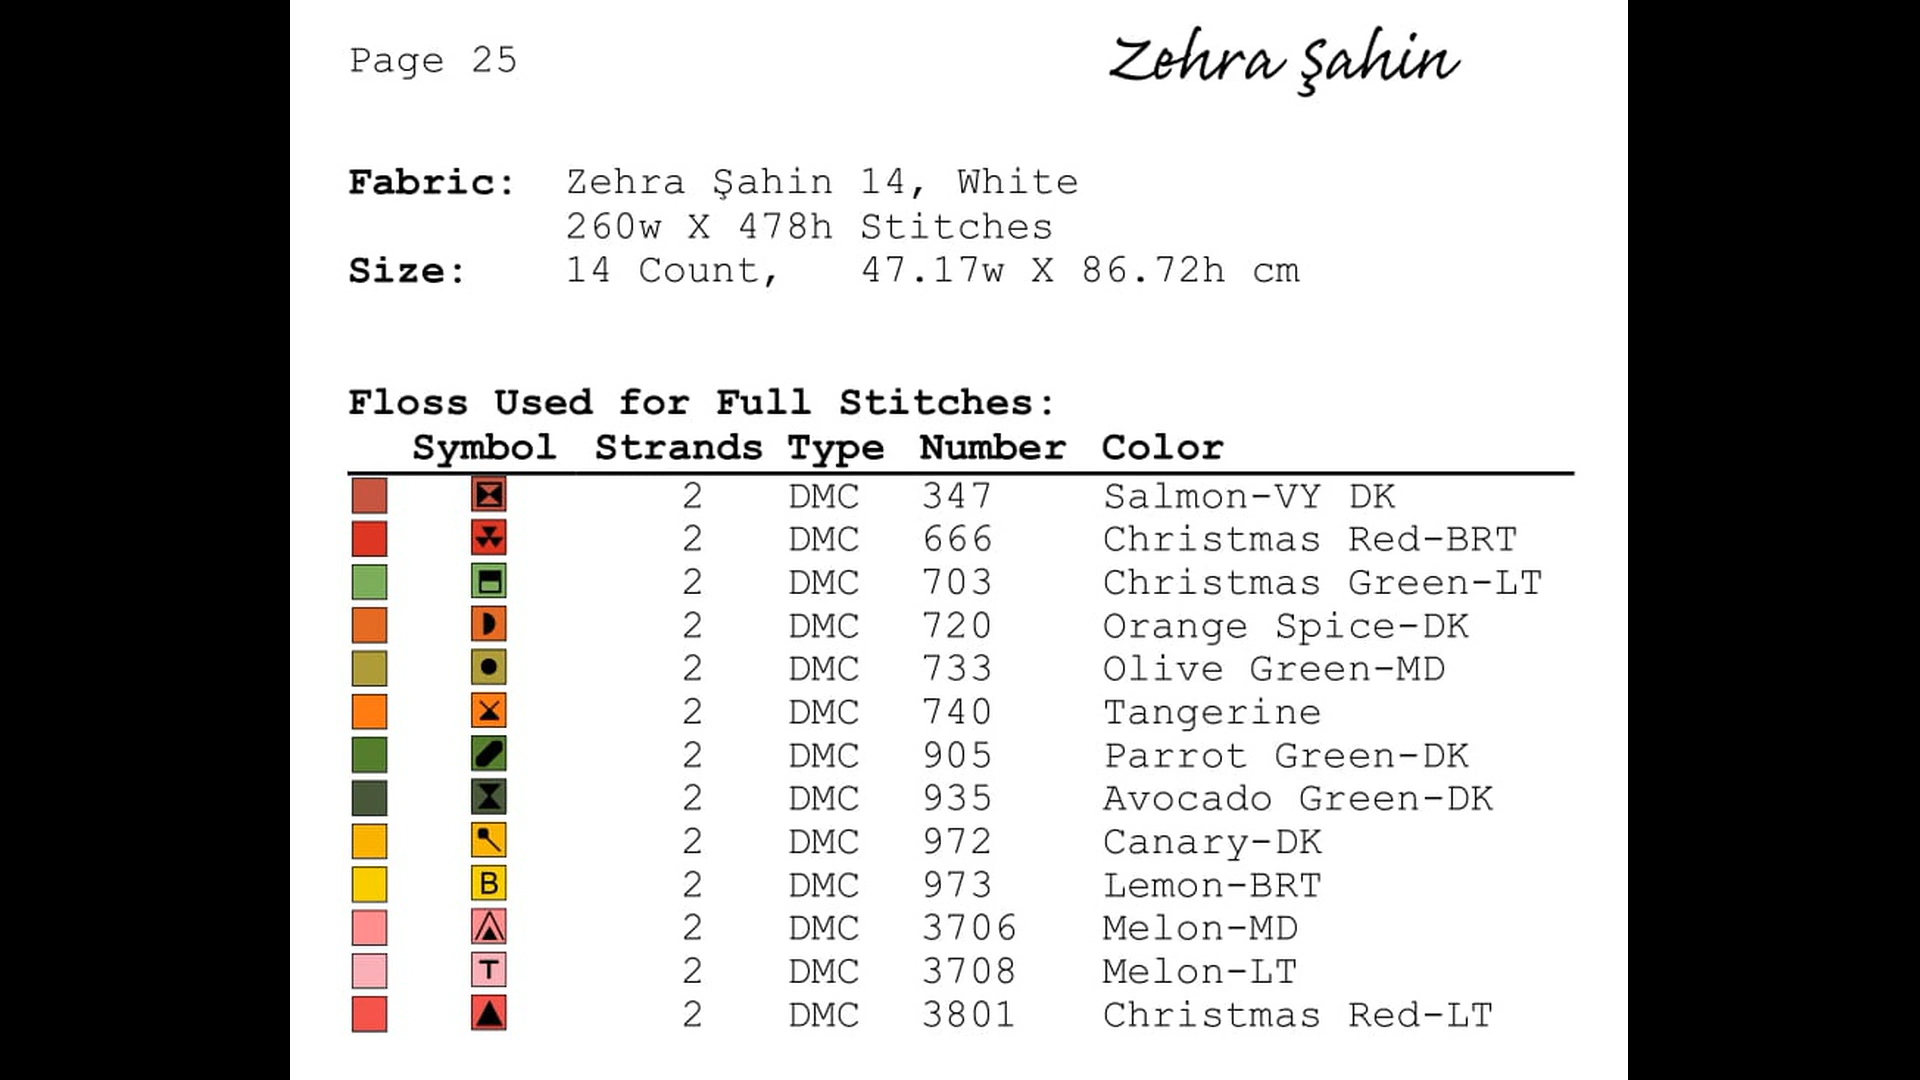 Page 25
Zehra Şahin
Fabric: Zehra Şahin 14, White
260w X 478h Stitches
Size: 14 Count, 47.17w X 86.72h cm
Floss Used for Full Stitches:
Symbol Strands Type Number Color
2 DMC 347 Salmon-VY DK
2 DMC 666 Christmas Red-BRT
2 DMC 703 Christmas Green-LT
2 DMC 720 Orange Spice-DK
2 DMC 733 Olive Green-MD
2 DMC 740 Tangerine
2 DMC 905 Parrot Green-DK
2 DMC 935 Avocado Green-DK
2 DMC 972 Canary-DK
B 2 DMC 973 Lemon-BRT
2 DMC 3706 Melon-MD
T 2 DMC 3708 Melon-LT
2 DMC 3801 Christmas Red-LT